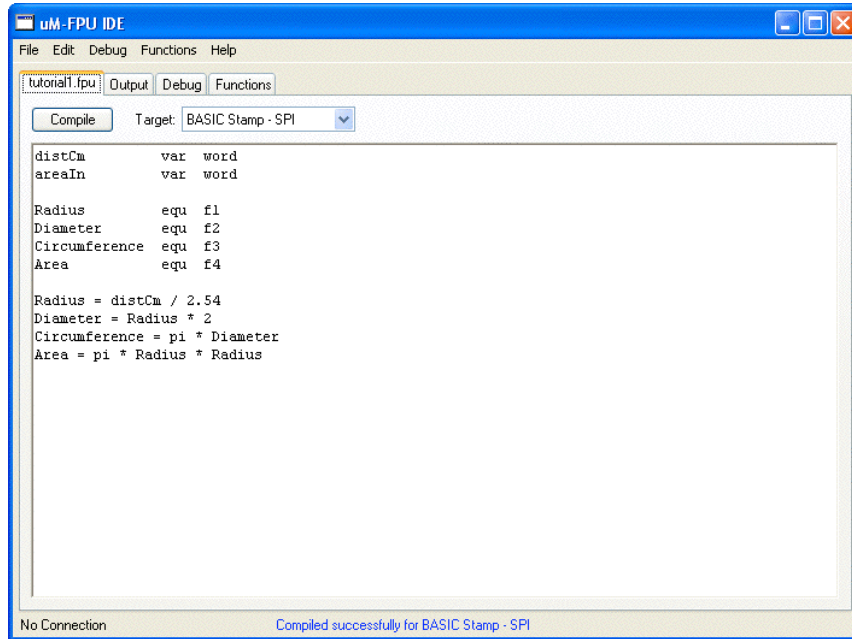 uM-FPU IDE
File Edit Debug Functions Help
tutorial1.fpu Output Debug Functions
Compile Target: BASIC Stamp - SPI
distCm var word
areaIn var word
Radius equ f1
Diameter equ f2
Circumference equ f3
Area equ f4
Radius = distCm / 2.54
Diameter = Radius * 2
Circumference = pi * Diameter
Area = pi * Radius * Radius
No Connection Compiled successfully for BASIC Stamp - SPI